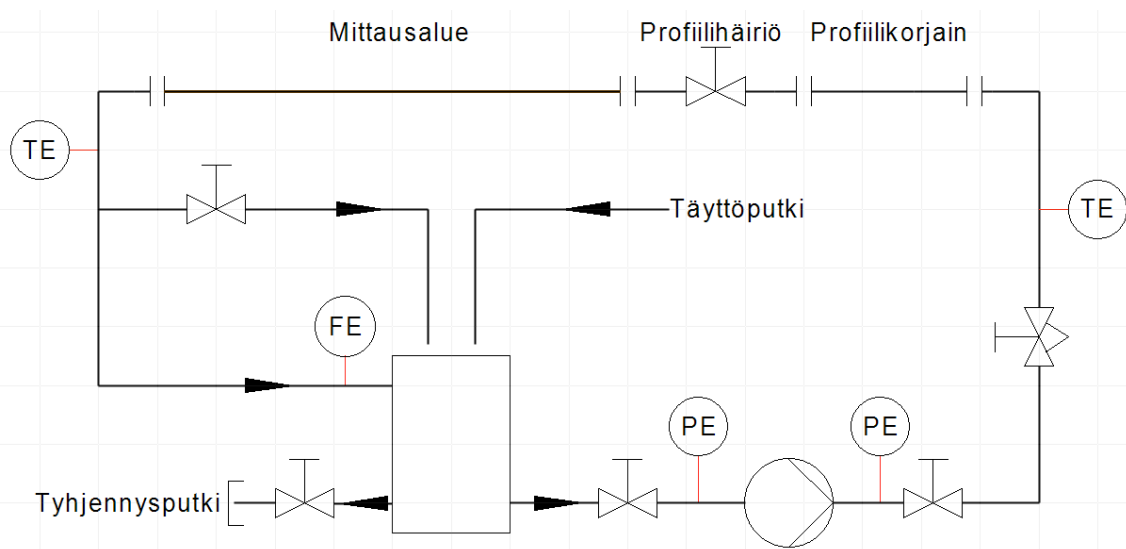 Mittausalue
Profiilihäiriö
Profiilikorjain
TE
TE
Täyttöputki
FE
PE
PE
Tyhjennysputki